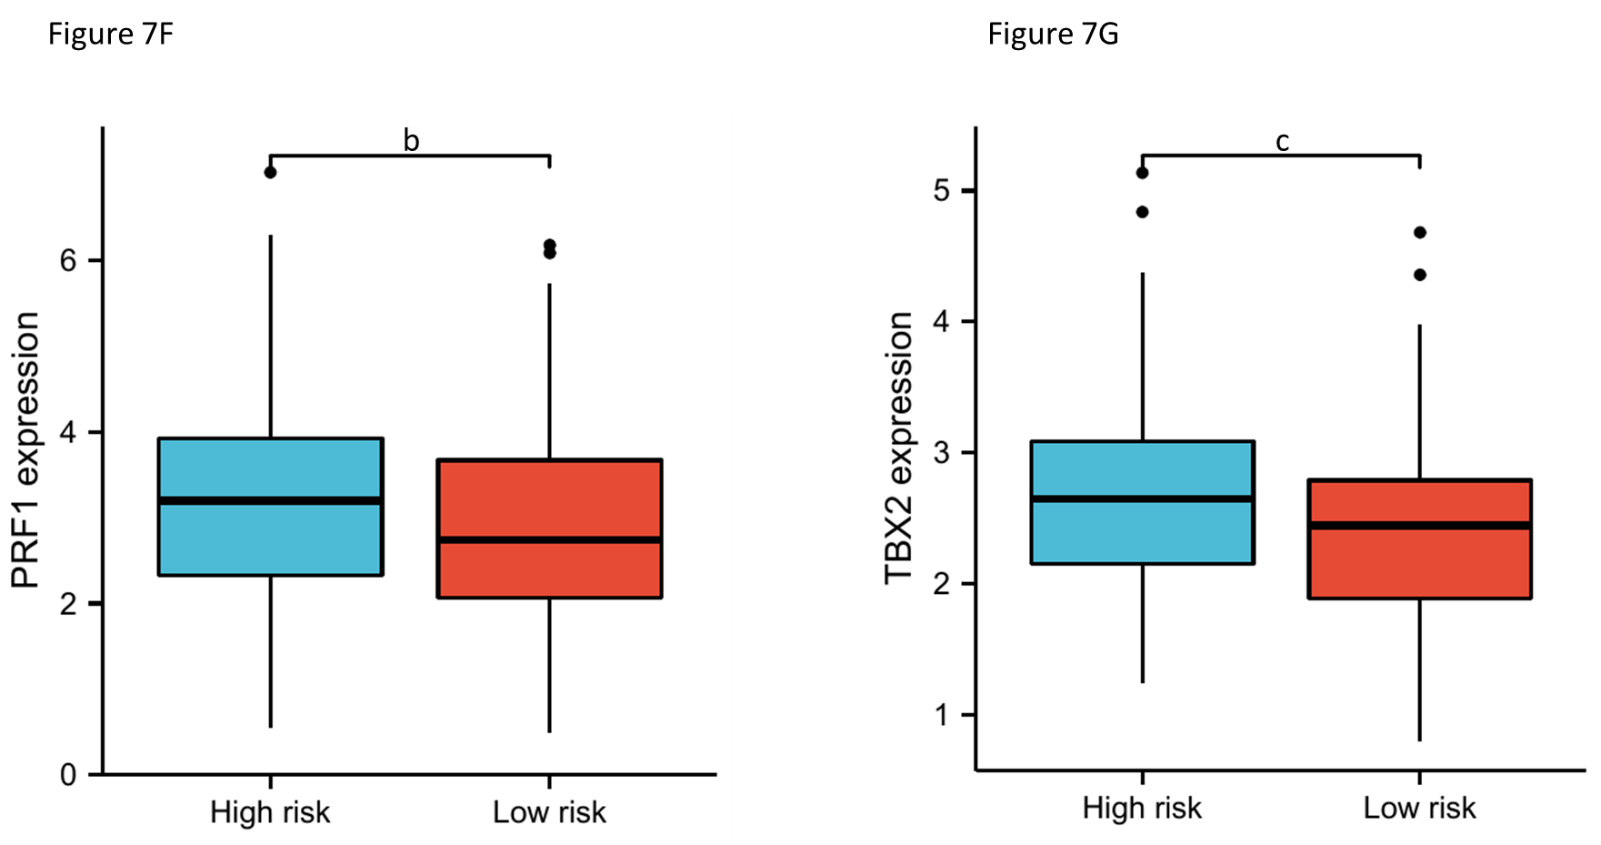 Figure 7F
b
6
4
2
0
PRF1 expression
High risk
Low risk
Figure 7G
c
5
4
3
2
1
TBX2 expression
High risk
Low risk